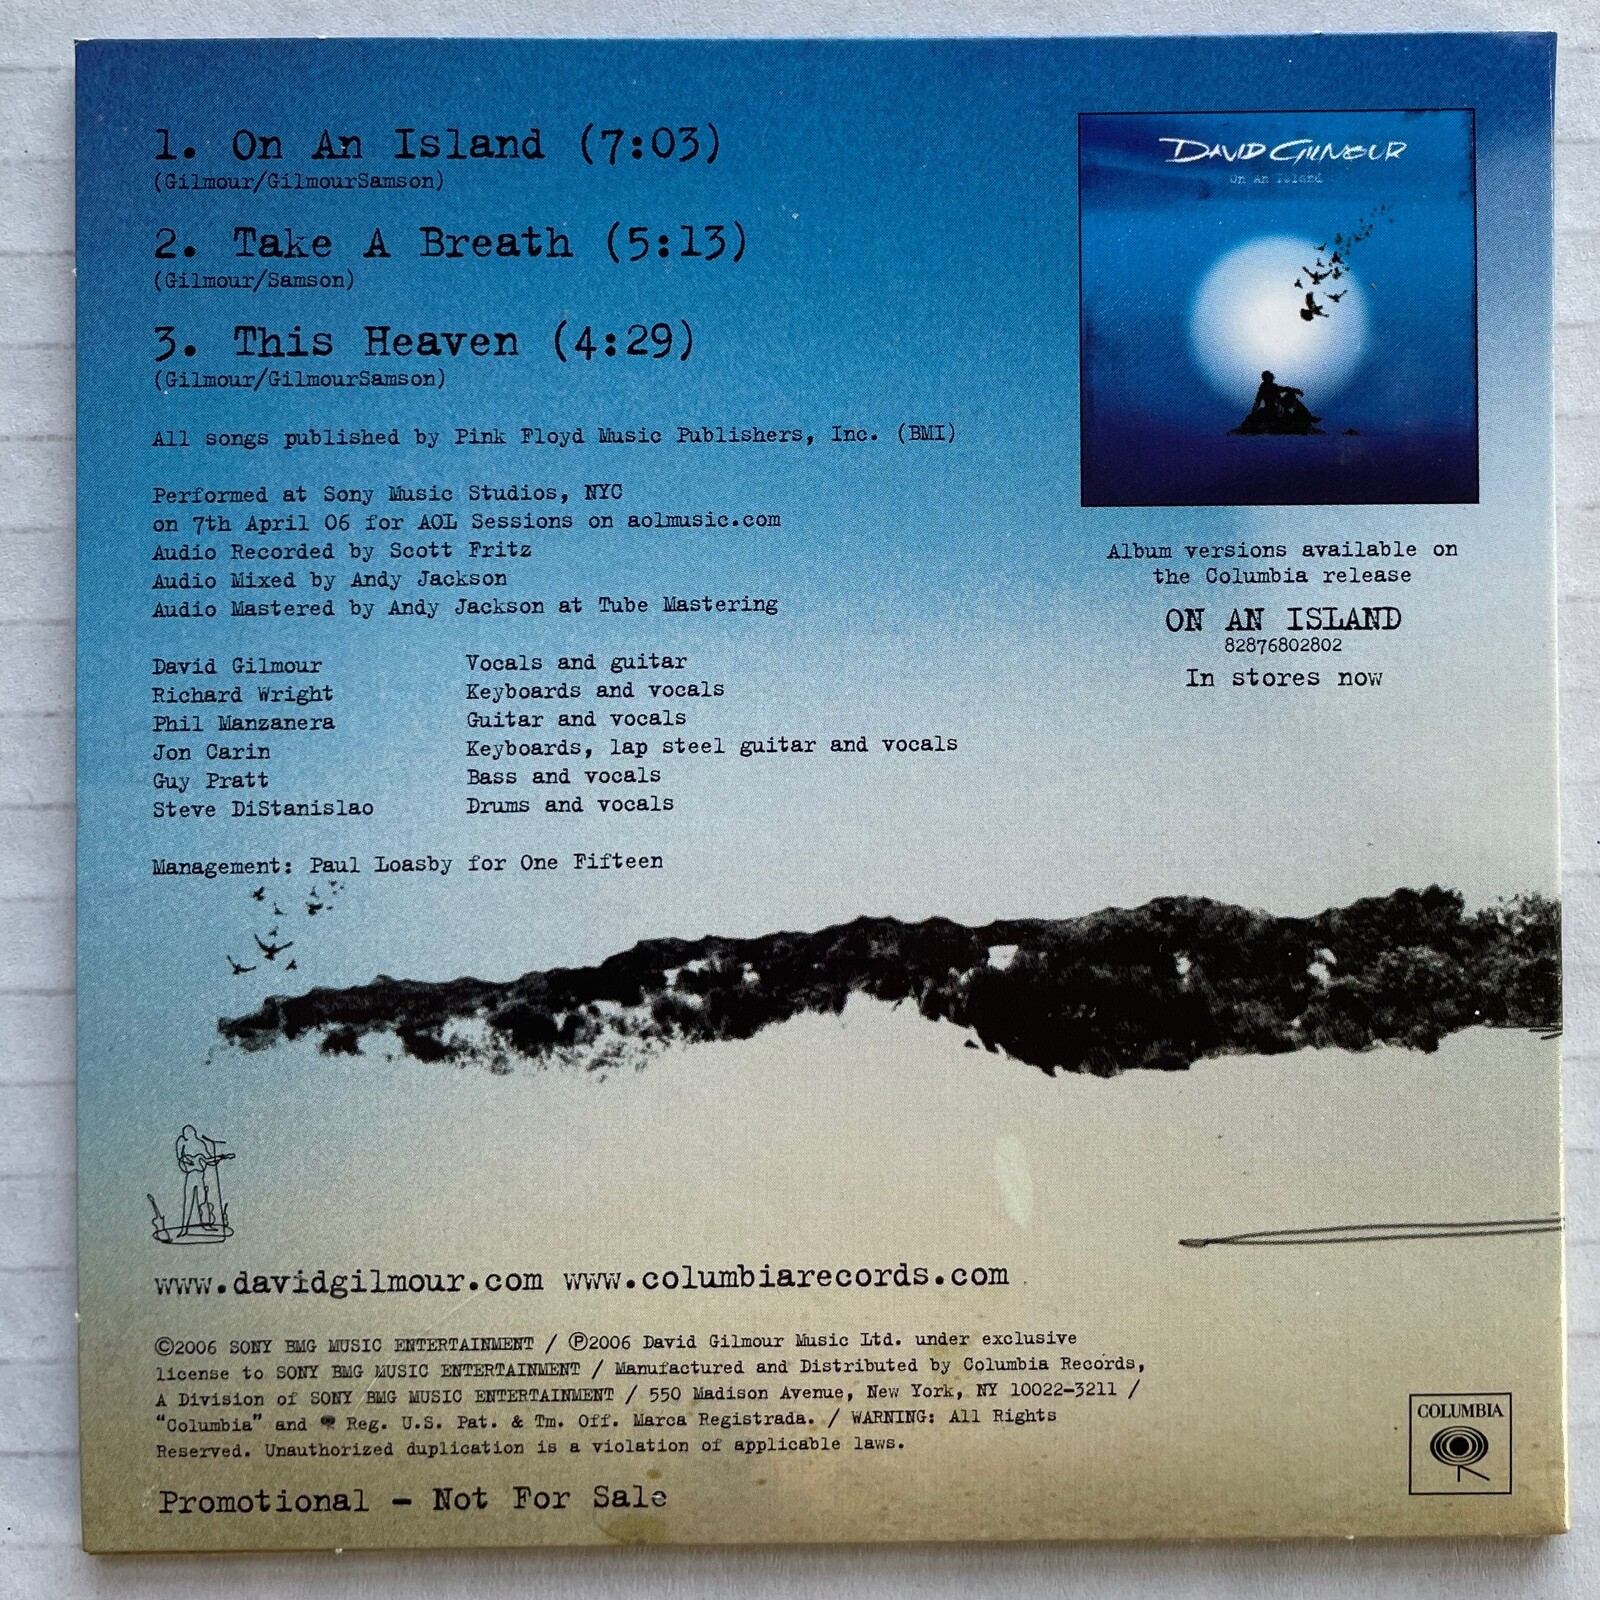 1. On An Island (7:03)
(Gilmour/GilmourSamson)
2. Take A Breath (5:13)
(Gilmour/Samson)
3. This Heaven (4:29)
(Gilmour/GilmourSamson)
All songs published by Pink Floyd Music Publishers, Inc. (BMI)
Performed at Sony Music Studios, NYC
on 7th April 06 for AOL Sessions on aolmusic.com
Audio Recorded by Scott Fritz
Audio Mixed by Andy Jackson
Audio Mastered by Andy Jackson at Tube Mastering
David Gilmour Vocals and guitar
Richard Wright Keyboards and vocals
Phil Manzanera Guitar and vocals
Jon Carin Keyboards, lap steel guitar and vocals
Guy Pratt Bass and vocals
Steve DiStanislao Drums and vocals
Management: Paul Loasby for One Fifteen
DAVID GILMOUR
On An Island
Album versions available on
the Columbia release
ON AN ISLAND
82876802802
In stores now
www.davidgilmour.com www.columbiarecords.com
©2006 SONY BMG MUSIC ENTERTAINMENT / ℗2006 David Gilmour Music Ltd. under exclusive
license to SONY BMG MUSIC ENTERTAINMENT / Manufactured and Distributed by Columbia Records,
A Division of SONY BMG MUSIC ENTERTAINMENT / 550 Madison Avenue, New York, NY 10022-3211 /
“Columbia” and Reg. U.S. Pat. & Tm. Off. Marca Registrada. / WARNING: All Rights
Reserved. Unauthorized duplication is a violation of applicable laws.
Promotional - Not For Sale
COLUMBIA